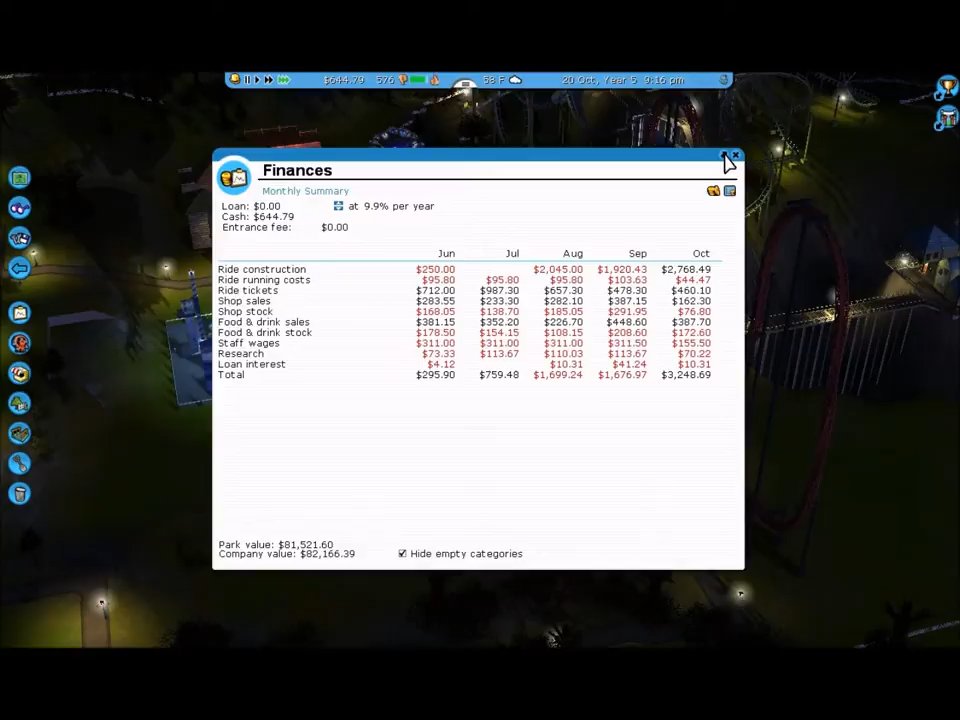 $644.79 576 58 F 20 Oct, Year 5 9:16 pm
Finances
Monthly Summary
Loan: $0.00 at 9.9% per year
Cash: $644.79
Entrance fee: $0.00
Jun Jul Aug Sep Oct
Ride construction $250.00 $2,045.00 $1,920.43 $2,768.49
Ride running costs $95.80 $95.80 $95.80 $103.63 $44.47
Ride tickets $712.00 $987.30 $657.30 $478.30 $460.10
Shop sales $283.55 $233.30 $282.10 $387.15 $162.30
Shop stock $168.05 $138.70 $185.05 $291.95 $76.80
Food & drink sales $381.15 $352.20 $226.70 $448.60 $387.70
Food & drink stock $178.50 $154.15 $108.15 $208.60 $172.60
Staff wages $311.00 $311.00 $311.00 $311.50 $155.50
Research $73.33 $113.67 $110.03 $113.67 $70.22
Loan interest $4.12 $10.31 $41.24 $10.31
Total $295.90 $759.48 $1,699.24 $1,676.97 $3,248.69
Park value: $81,521.60
Company value: $82,166.39 Hide empty categories